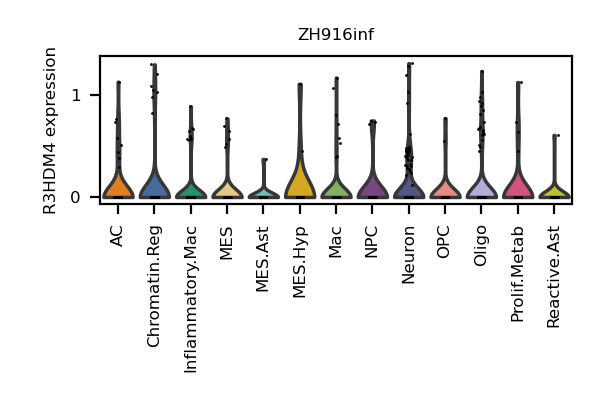 ZH916inf
R3HDM4 expression
1
0
AC
Chromatin.Reg
Inflammatory.Mac
MES
MES.Ast
MES.Hyp
Mac
NPC
Neuron
OPC
Oligo
Prolif.Metab
Reactive.Ast